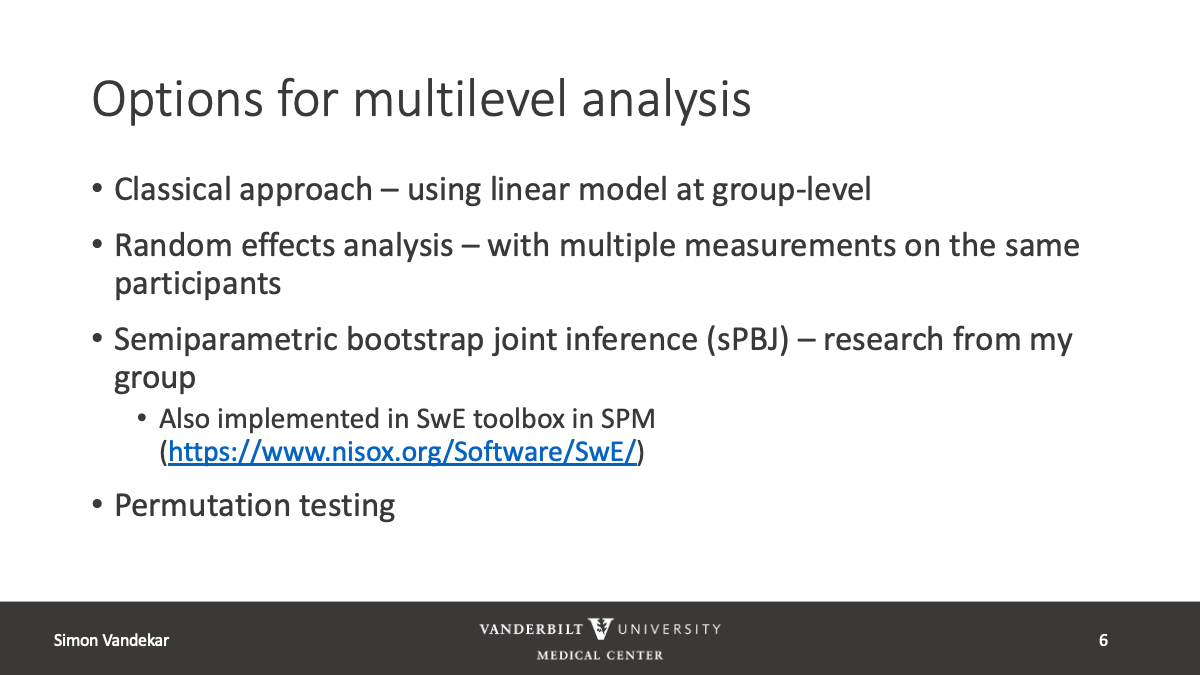 Options for multilevel analysis
• Classical approach – using linear model at group-level
• Random effects analysis – with multiple measurements on the same
participants
• Semiparametric bootstrap joint inference (sPBJ) – research from my
group
• Also implemented in SwE toolbox in SPM
(https://www.nisox.org/Software/SwE/)
• Permutation testing
Simon Vandekar
VANDERBILT UNIVERSITY
MEDICAL CENTER
6